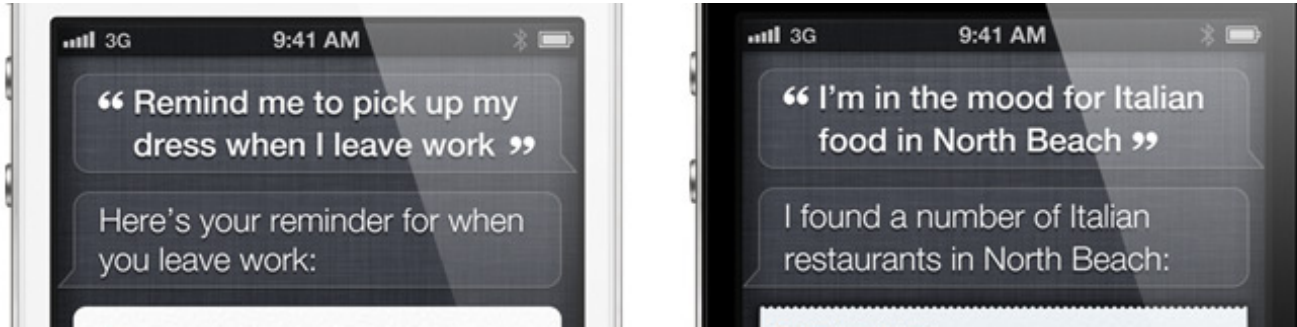 3G 9:41 AM
“ Remind me to pick up my
dress when I leave work ”
Here’s your reminder for when
you leave work:
3G 9:41 AM
“ I’m in the mood for Italian
food in North Beach ”
I found a number of Italian
restaurants in North Beach: